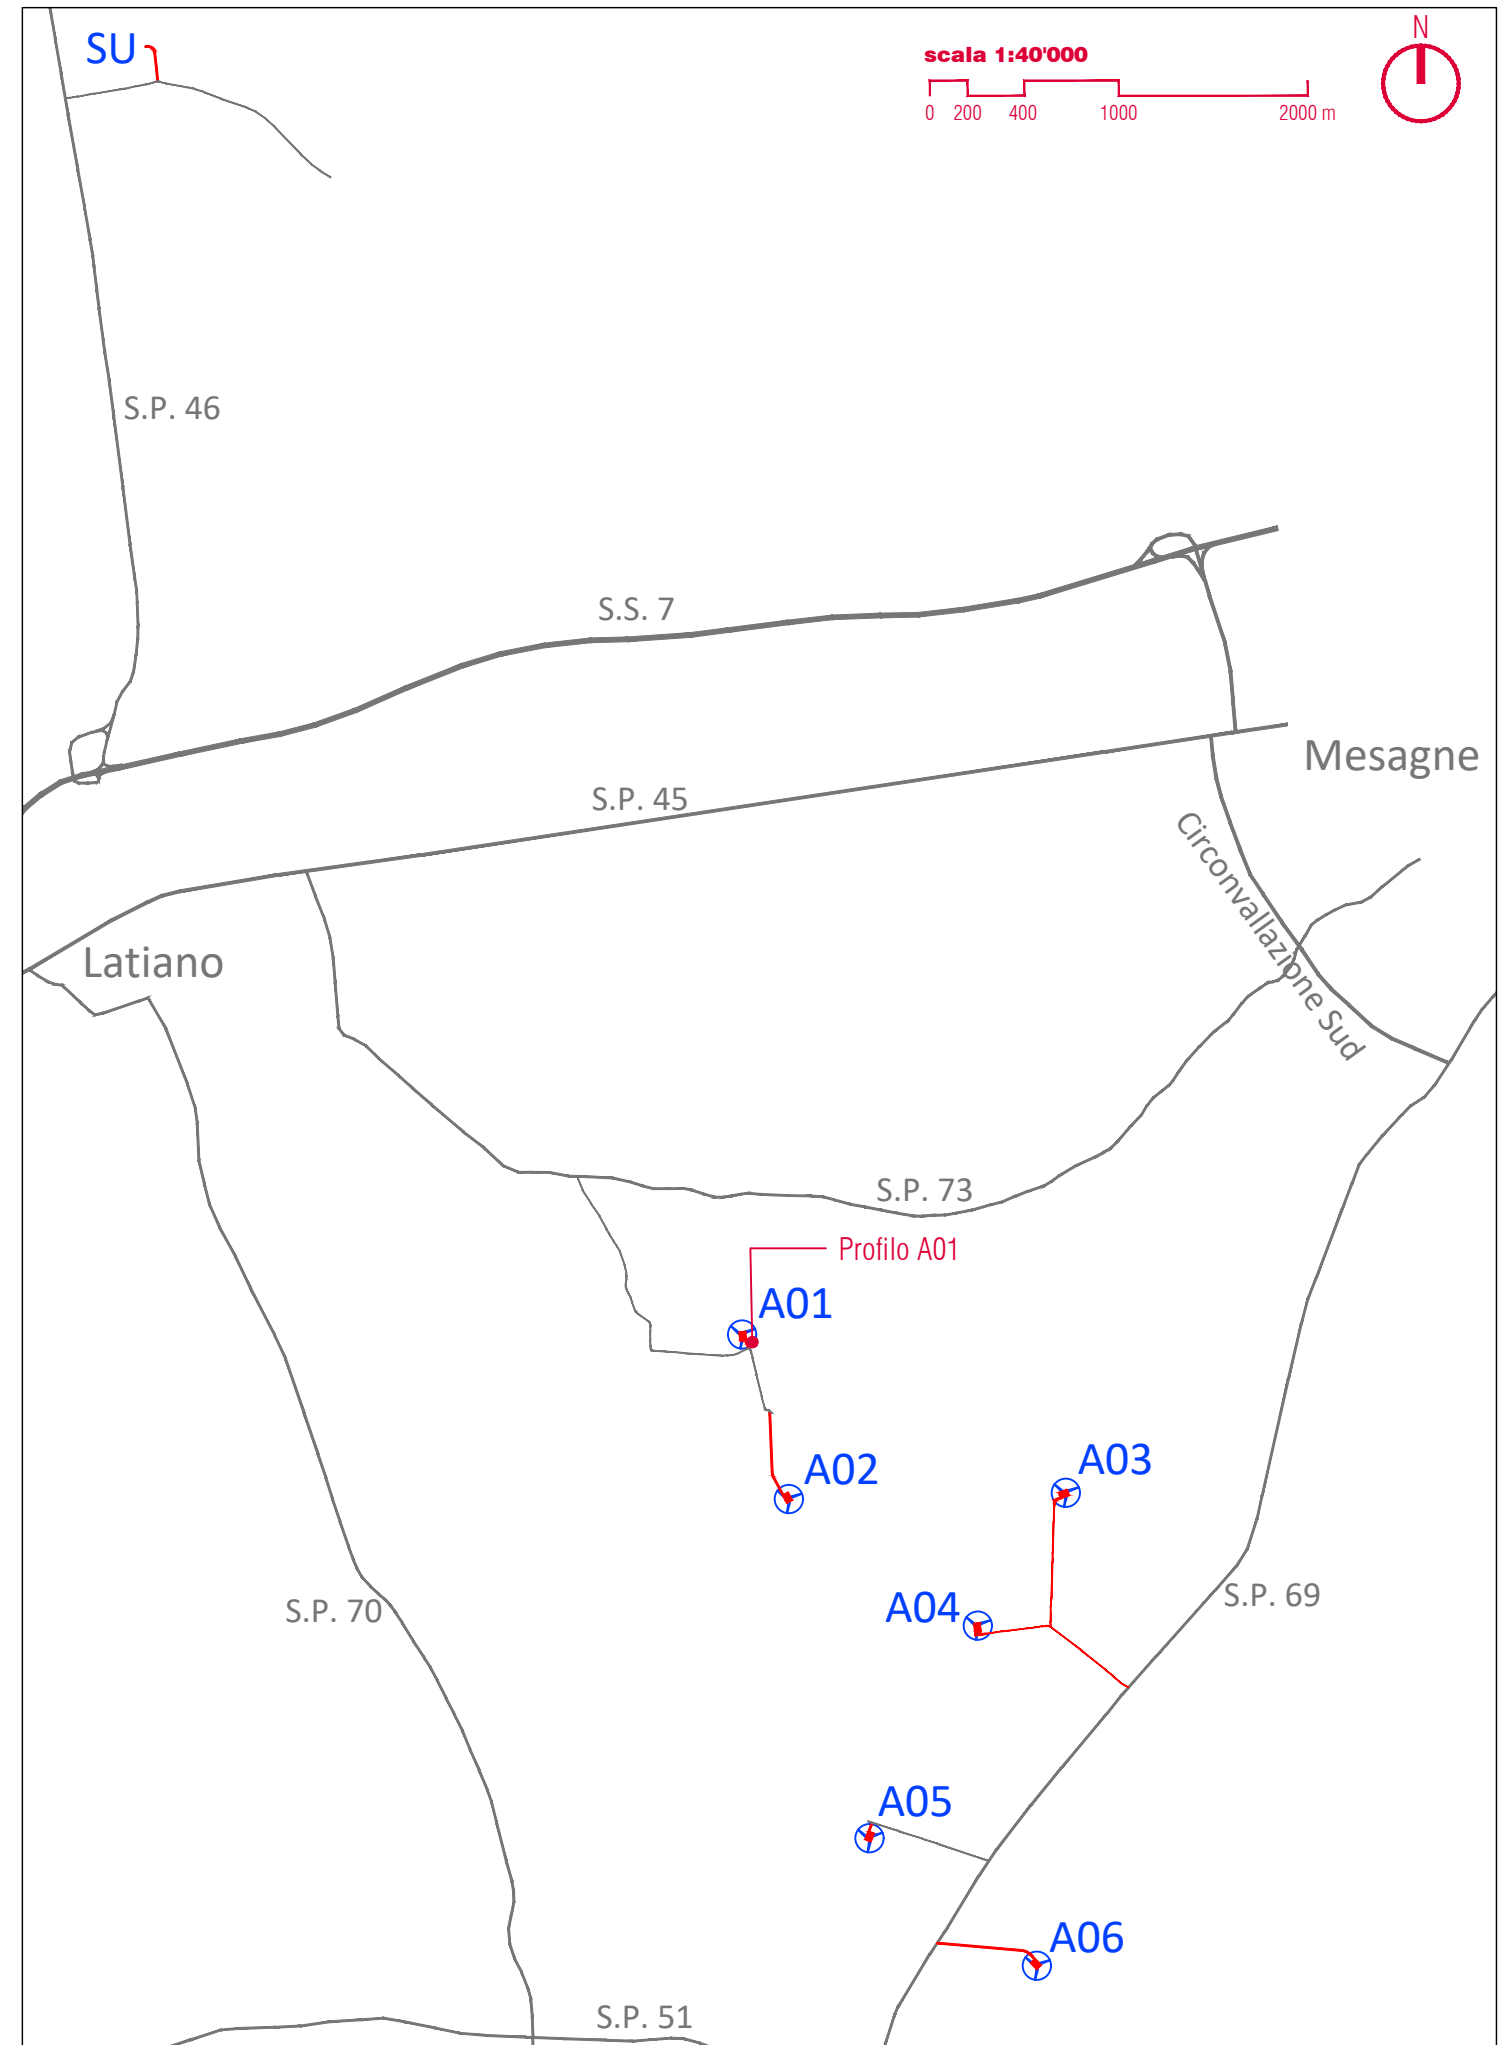 N
SU
scala 1:40'000
0 200 400 1000 2000 m
S.P. 46
S.S. 7
Mesagne
S.P. 45
Circonvallazione Sud
Latiano
S.P. 73
Profilo A01
A01
A03
A02
S.P. 69
A04
S.P. 70
A05
A06
S.P. 51